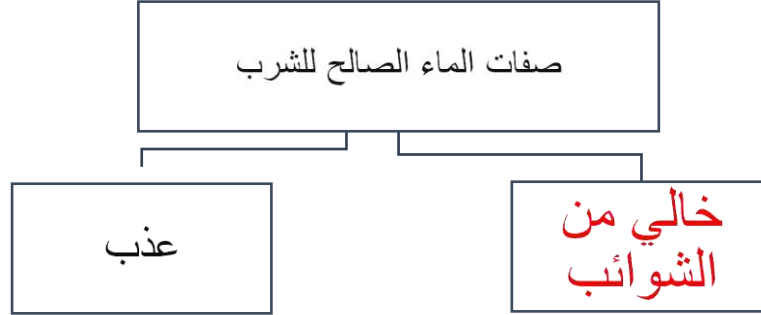 صفات الماء الصالح للشرب
خالي من
الشوائب
عذب